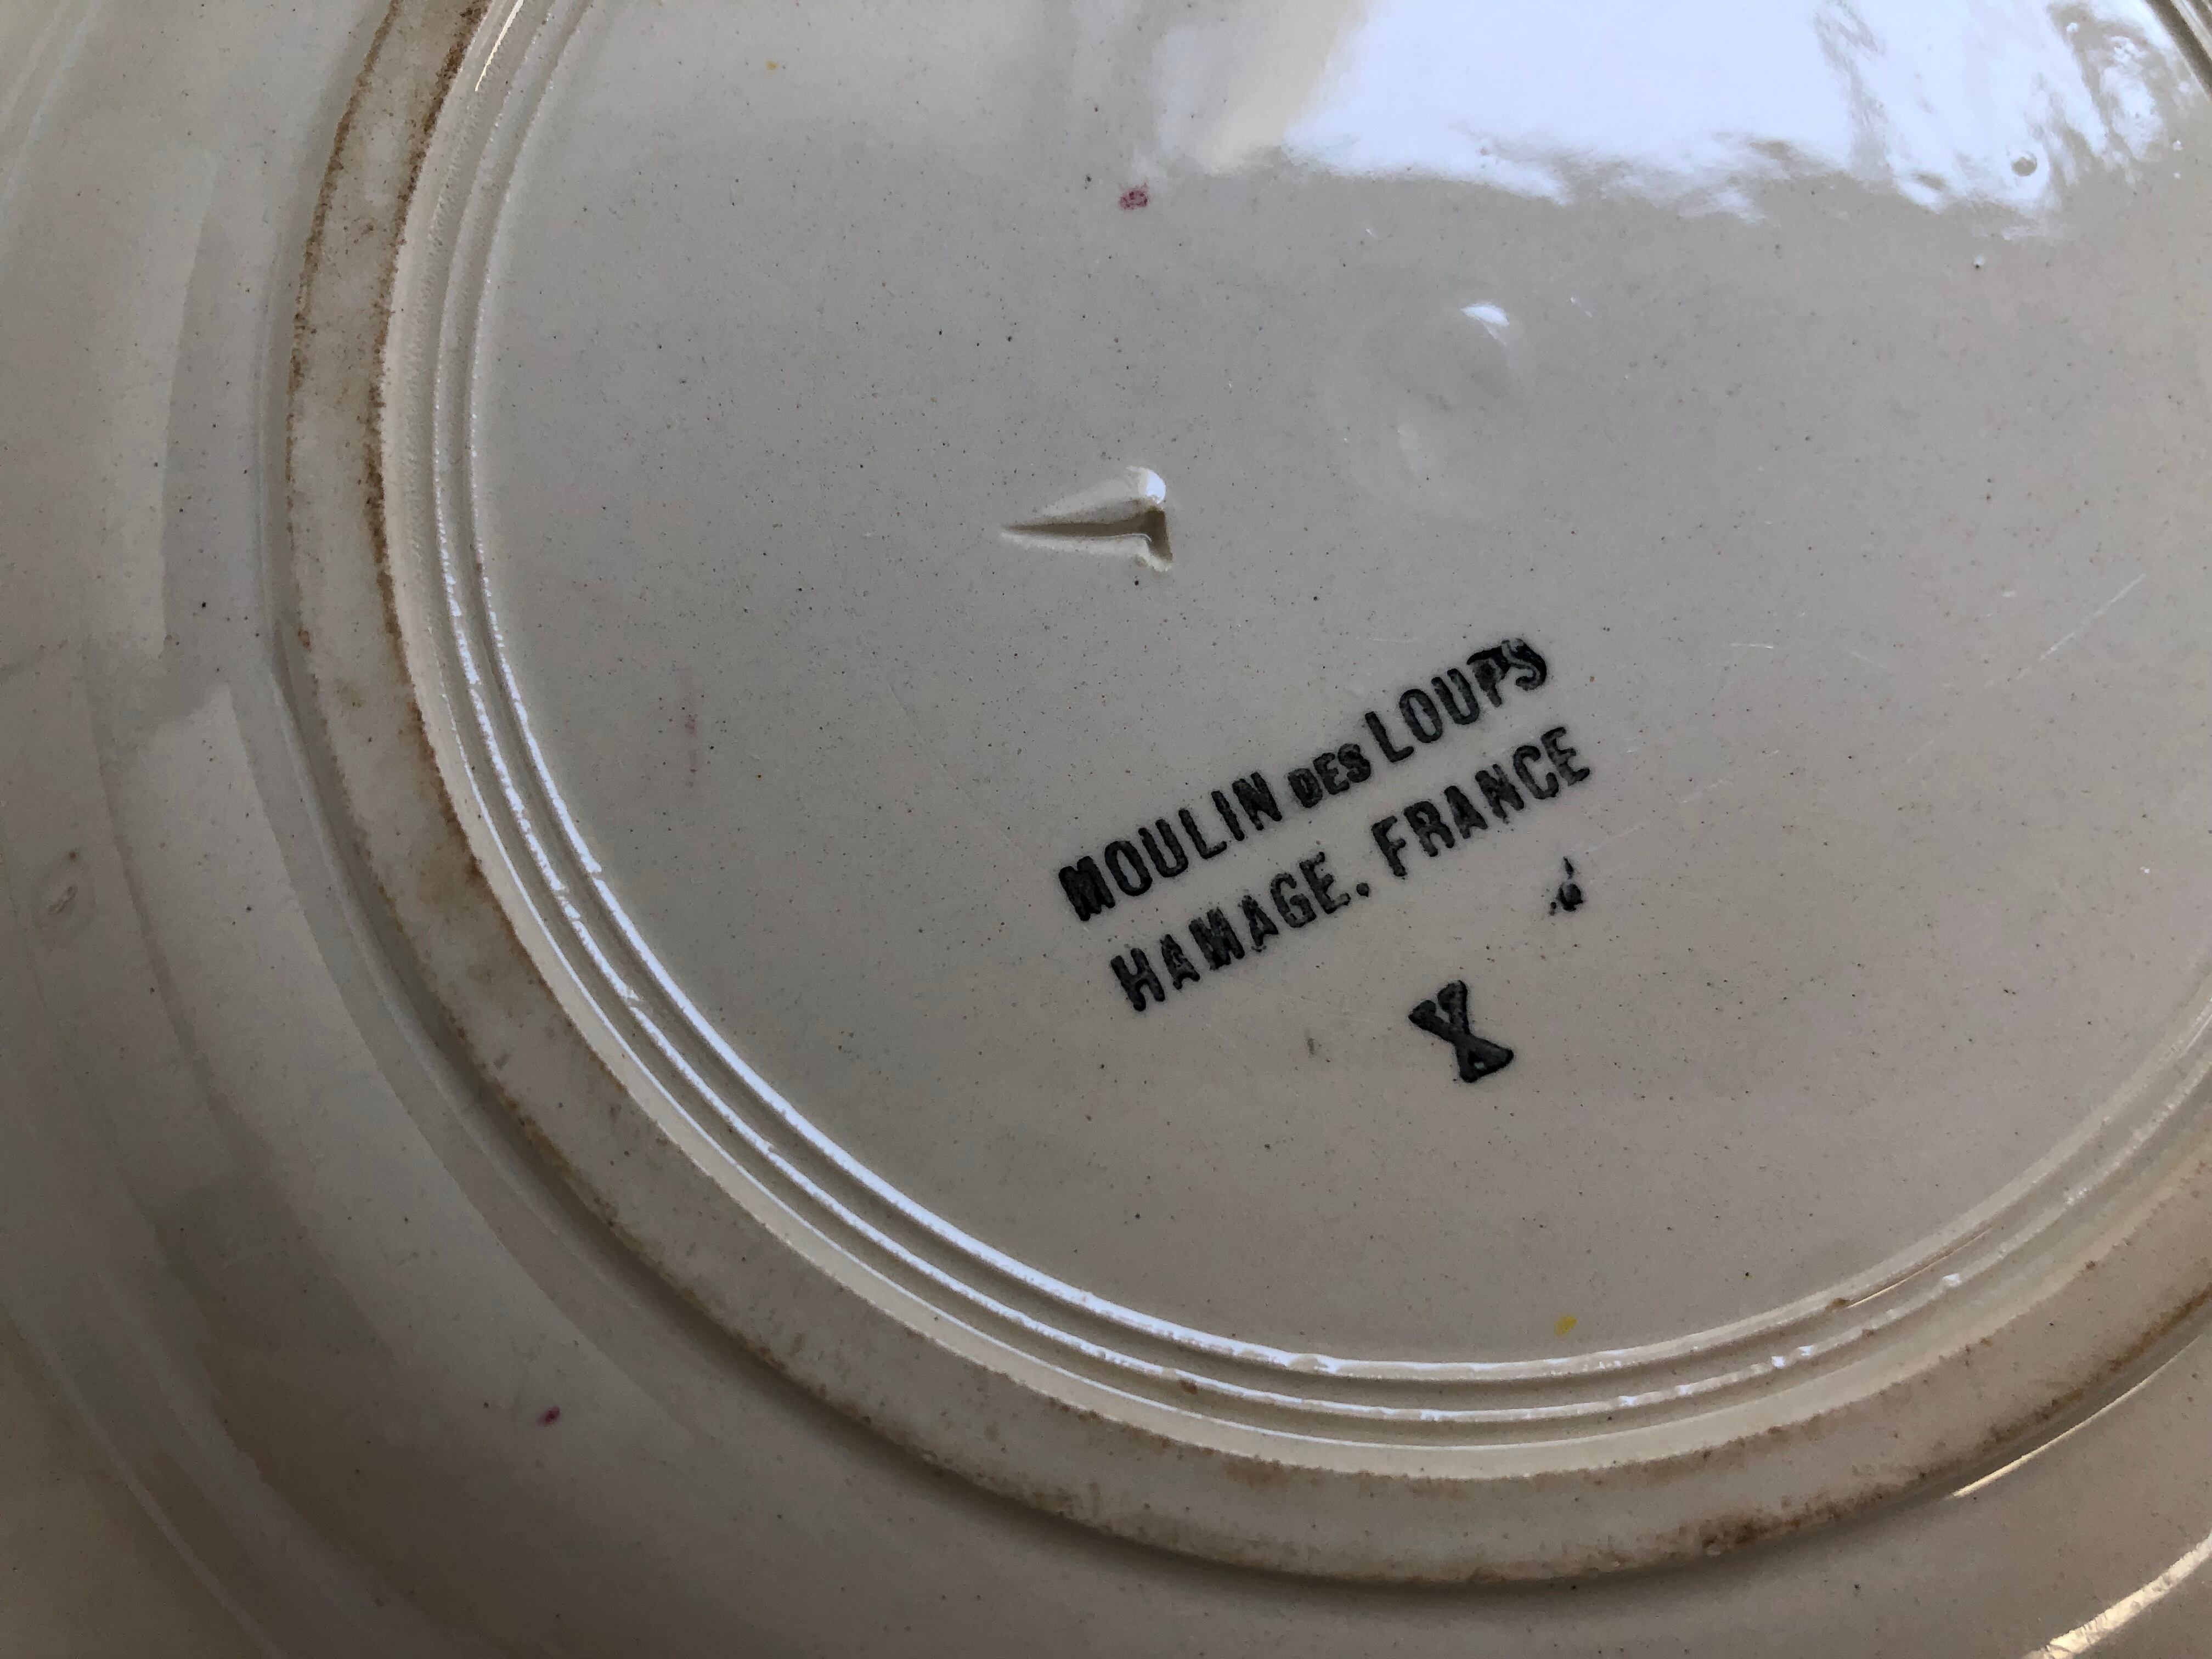 MOULIN DES LOUPS
HAMAGE. FRANCE
X